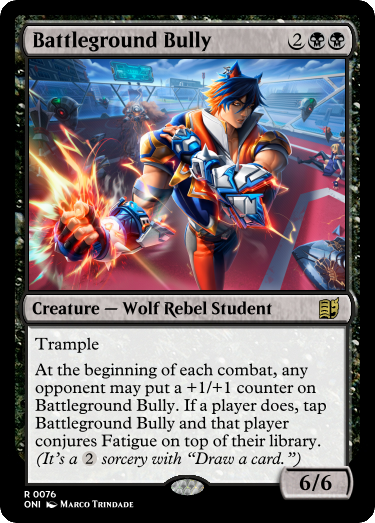 Battleground Bully 2
Creature — Wolf Rebel Student
Trample
At the beginning of each combat, any
opponent may put a +1/+1 counter on
Battleground Bully. If a player does, tap
Battleground Bully and that player
conjures Fatigue on top of their library.
(It's a 2 sorcery with “Draw a card.”)
6/6
R 0076
ONI Marco Trindade